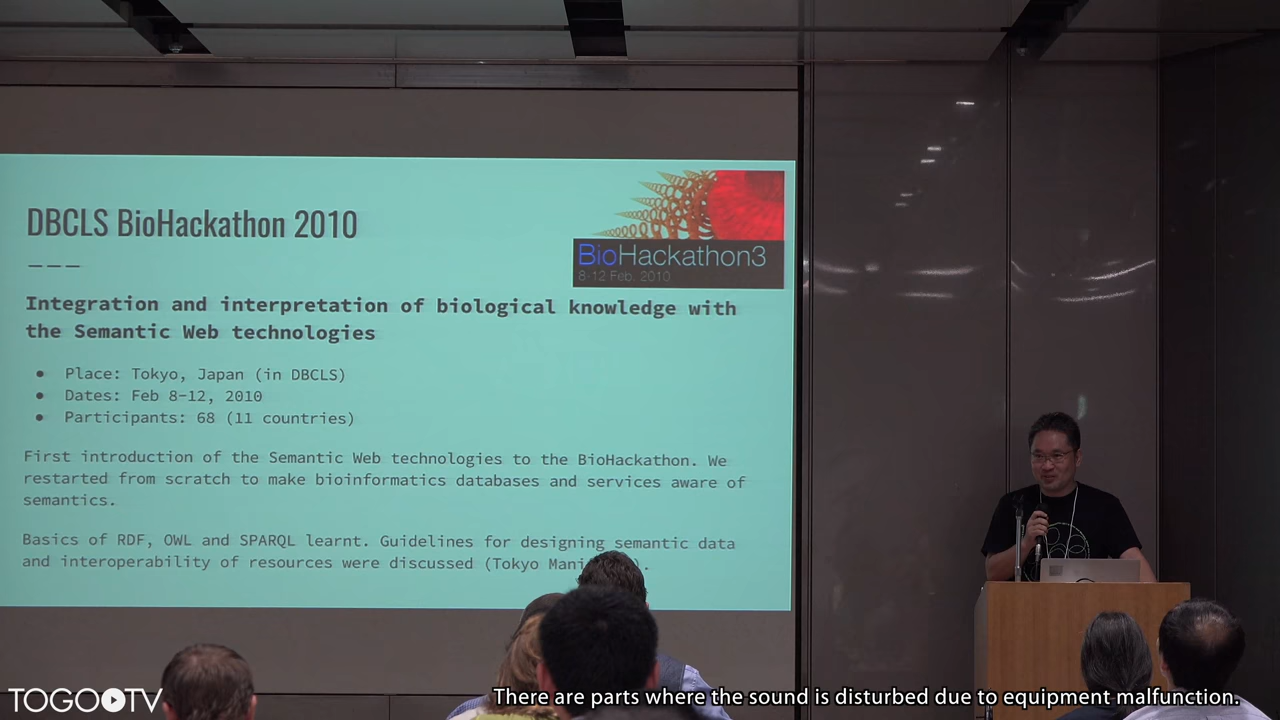 DBCLS BioHackathon 2010
BioHackathon3
8-12 Feb. 2010
Integration and interpretation of biological knowledge with
the Semantic Web technologies
● Place: Tokyo, Japan (in DBCLS)
● Dates: Feb 8-12, 2010
● Participants: 68 (11 countries)
First introduction of the Semantic Web technologies to the BioHackathon. We
restarted from scratch to make bioinformatics databases and services aware of
semantics.
Basics of RDF, OWL and SPARQL learnt. Guidelines for designing semantic data
and interoperability of resources were discussed (Tokyo
TOGOTV
There are parts where the sound is disturbed due to equipment malfunction.